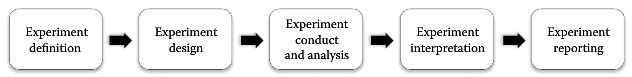 Experiment
definition
Experiment
design
Experiment
conduct
and analysis
Experiment
interpretation
Experiment
reporting